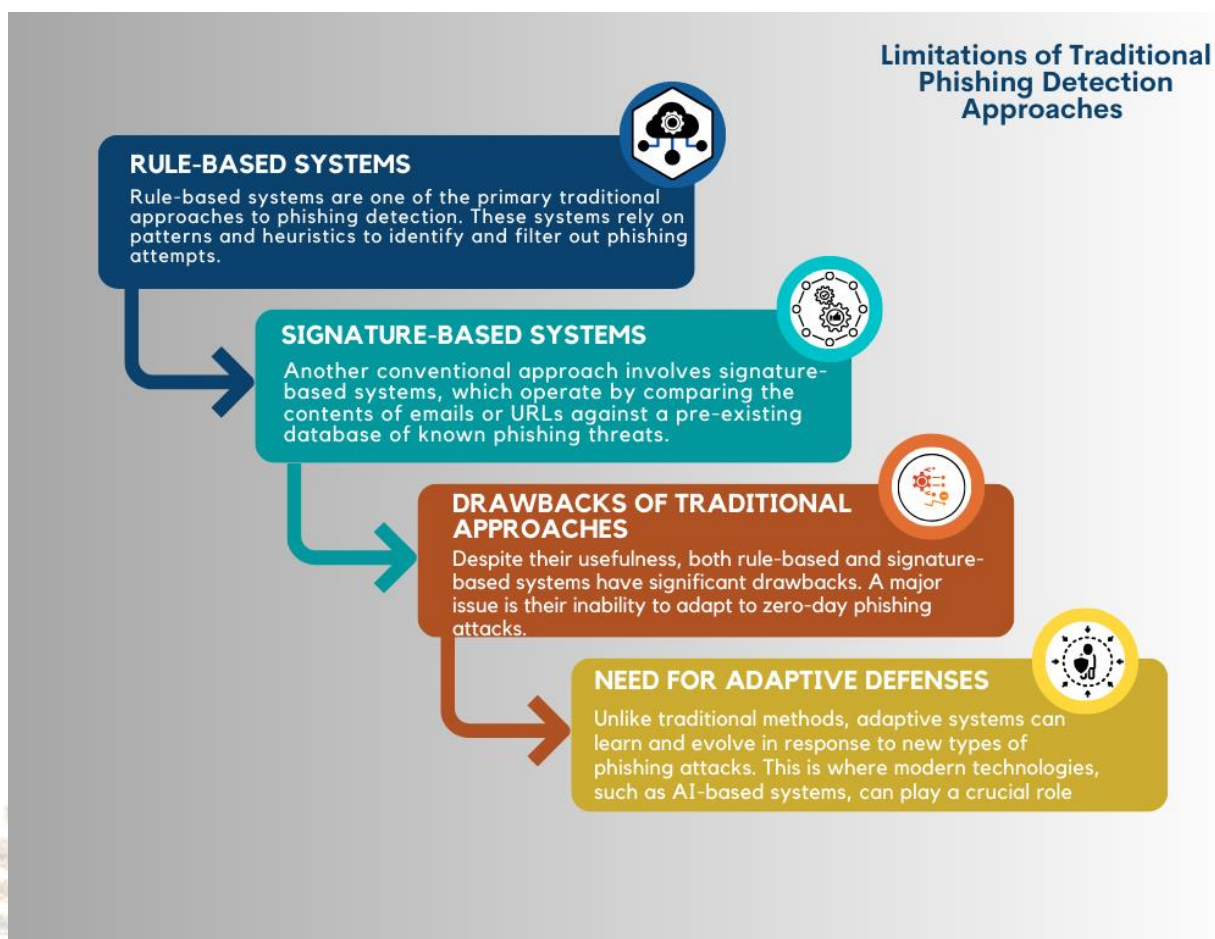 Limitations of Traditional
Phishing Detection
Approaches
RULE-BASED SYSTEMS
Rule-based systems are one of the primary traditional
approaches to phishing detection. These systems rely on
patterns and heuristics to identify and filter out phishing
attempts.
SIGNATURE-BASED SYSTEMS
Another conventional approach involves signature-
based systems, which operate by comparing the
contents of emails or URLs against a pre-existing
database of known phishing threats.
DRAWBACKS OF TRADITIONAL
APPROACHES
Despite their usefulness, both rule-based and signature-
based systems have significant drawbacks. A major
issue is their inability to adapt to zero-day phishing
attacks.
NEED FOR ADAPTIVE DEFENSES
Unlike traditional methods, adaptive systems can
learn and evolve in response to new types of
phishing attacks. This is where modern technologies,
such as AI-based systems, can play a crucial role